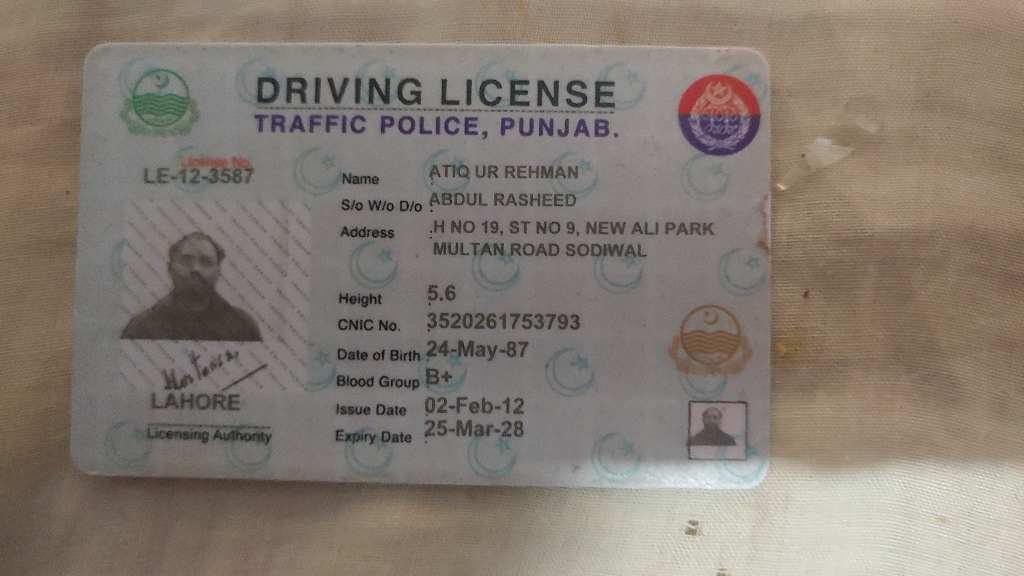 DRIVING LICENSE
TRAFFIC POLICE, PUNJAB.
License No.
LE-12-3587
Name ATIQ UR REHMAN
S/o W/o D/o : ABDUL RASHEED
Address : H NO 19, ST NO 9, NEW ALI PARK
MULTAN ROAD SODIWAL
Height : 5.6
CNIC No. : 3520261753793
Date of Birth : 24-May-87
Blood Group : B+
Issue Date : 02-Feb-12
Expiry Date : 25-Mar-28
LAHORE
Licensing Authority